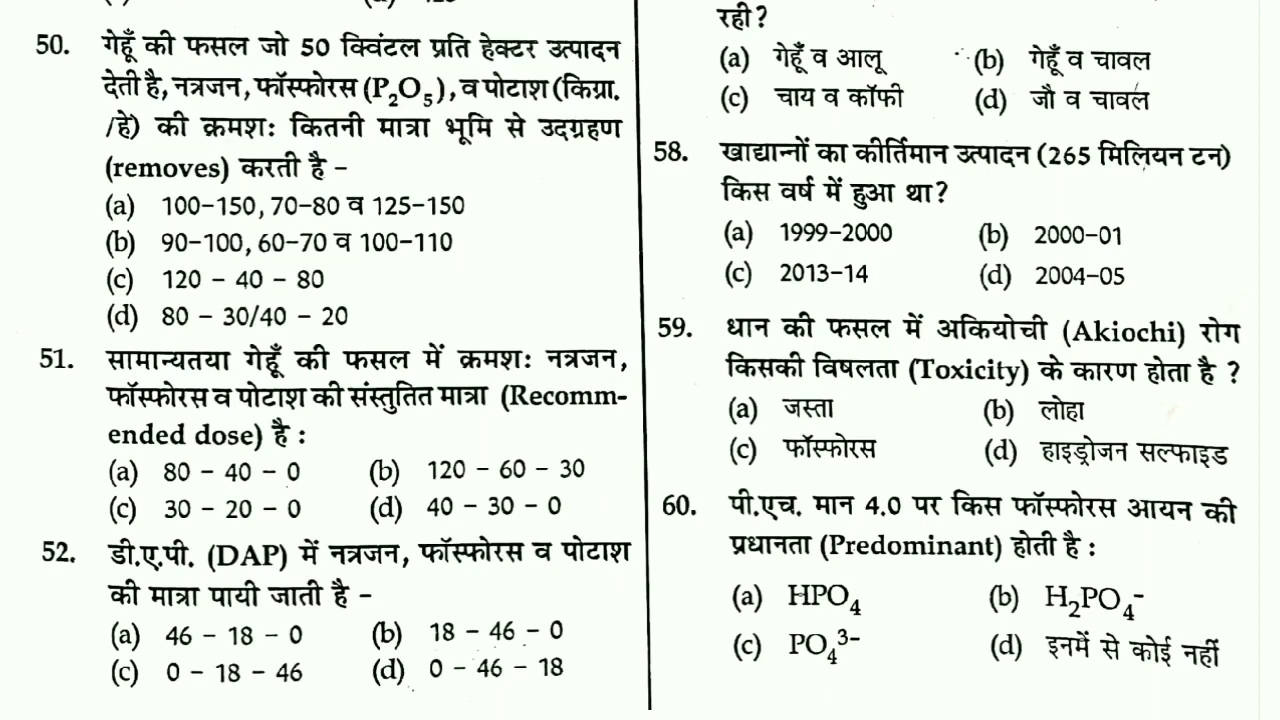 50. गेहूँ की फसल जो 50 क्विंटल प्रति हेक्टर उत्पादन
देती है, नत्रजन, फॉस्फोरस (P₂O₅), व पोटाश (किग्रा.
/हे) की क्रमशः कितनी मात्रा भूमि से उदग्रहण
(removes) करती है –
(a) 100-150, 70-80 व 125-150
(b) 90-100, 60-70 व 100-110
(c) 120 - 40 - 80
(d) 80 - 30/40 - 20
51. सामान्यतया गेहूँ की फसल में क्रमशः नत्रजन,
फॉस्फोरस व पोटाश की संस्तुतित मात्रा (Recomm-
ended dose) है :
(a) 80 - 40 - 0 (b) 120 - 60 - 30
(c) 30 - 20 - 0 (d) 40 - 30 - 0
52. डी.ए.पी. (DAP) में नत्रजन, फॉस्फोरस व पोटाश
की मात्रा पायी जाती है –
(a) 46 - 18 - 0 (b) 18 - 46 - 0
(c) 0 - 18 - 46 (d) 0 - 46 - 18
रही?
(a) गेहूँ व आलू (b) गेहूँ व चावल
(c) चाय व कॉफी (d) जौ व चावल
58. खाद्यान्नों का कीर्तिमान उत्पादन (265 मिलियन टन)
किस वर्ष में हुआ था?
(a) 1999-2000 (b) 2000-01
(c) 2013-14 (d) 2004-05
59. धान की फसल में अकियोची (Akiochi) रोग
किसकी विषलता (Toxicity) के कारण होता है ?
(a) जस्ता (b) लोहा
(c) फॉस्फोरस (d) हाइड्रोजन सल्फाइड
60. पी.एच. मान 4.0 पर किस फॉस्फोरस आयन की
प्रधानता (Predominant) होती है :
(a) HPO₄ (b) H₂PO₄⁻
(c) PO₄³⁻ (d) इनमें से कोई नहीं